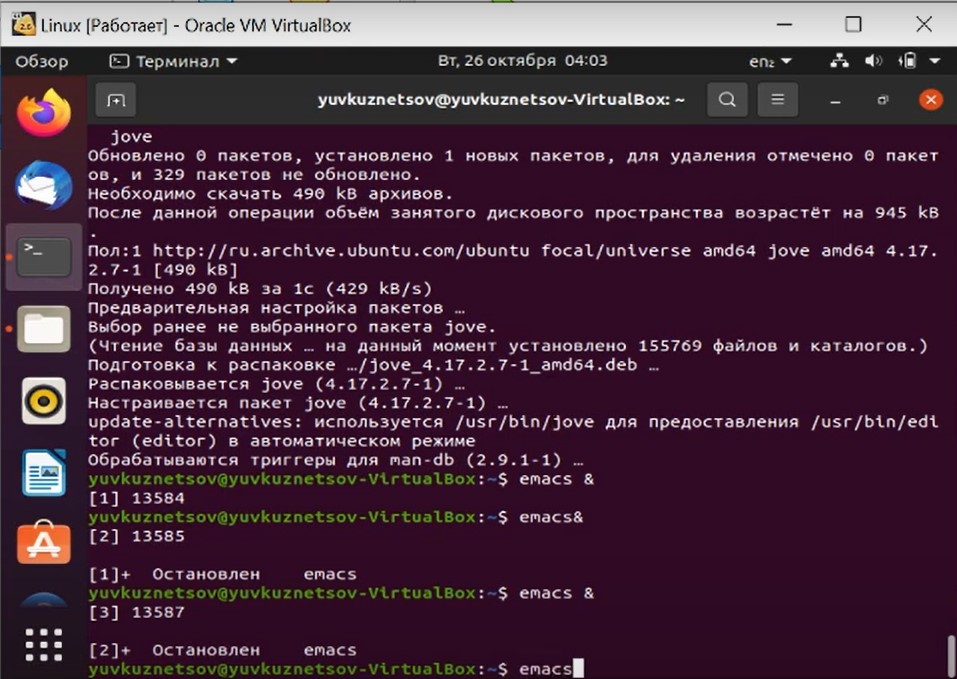 Linux [Работает] - Oracle VM VirtualBox
Обзор Терминал Вт, 26 октября 04:03 en₂
yuvkuznetsov@yuvkuznetsov-VirtualBox: ~
jove
Обновлено 0 пакетов, установлено 1 новых пакетов, для удаления отмечено 0 пакет
ов, и 329 пакетов не обновлено.
Необходимо скачать 490 kB архивов.
После данной операции объём занятого дискового пространства возрастёт на 945 kB
.
Пол:1 http://ru.archive.ubuntu.com/ubuntu focal/universe amd64 jove amd64 4.17.
2.7-1 [490 kB]
Получено 490 kB за 1с (429 kB/s)
Предварительная настройка пакетов …
Выбор ранее не выбранного пакета jove.
(Чтение базы данных … на данный момент установлено 155769 файлов и каталогов.)
Подготовка к распаковке …/jove_4.17.2.7-1_amd64.deb …
Распаковывается jove (4.17.2.7-1) …
Настраивается пакет jove (4.17.2.7-1) …
update-alternatives: используется /usr/bin/jove для предоставления /usr/bin/edi
tor (editor) в автоматическом режиме
Обрабатываются триггеры для man-db (2.9.1-1) …
yuvkuznetsov@yuvkuznetsov-VirtualBox:~$ emacs &
[1] 13584
yuvkuznetsov@yuvkuznetsov-VirtualBox:~$ emacs&
[2] 13585
[1]+ Остановлен emacs
yuvkuznetsov@yuvkuznetsov-VirtualBox:~$ emacs &
[3] 13587
[2]+ Остановлен emacs
yuvkuznetsov@yuvkuznetsov-VirtualBox:~$ emacs